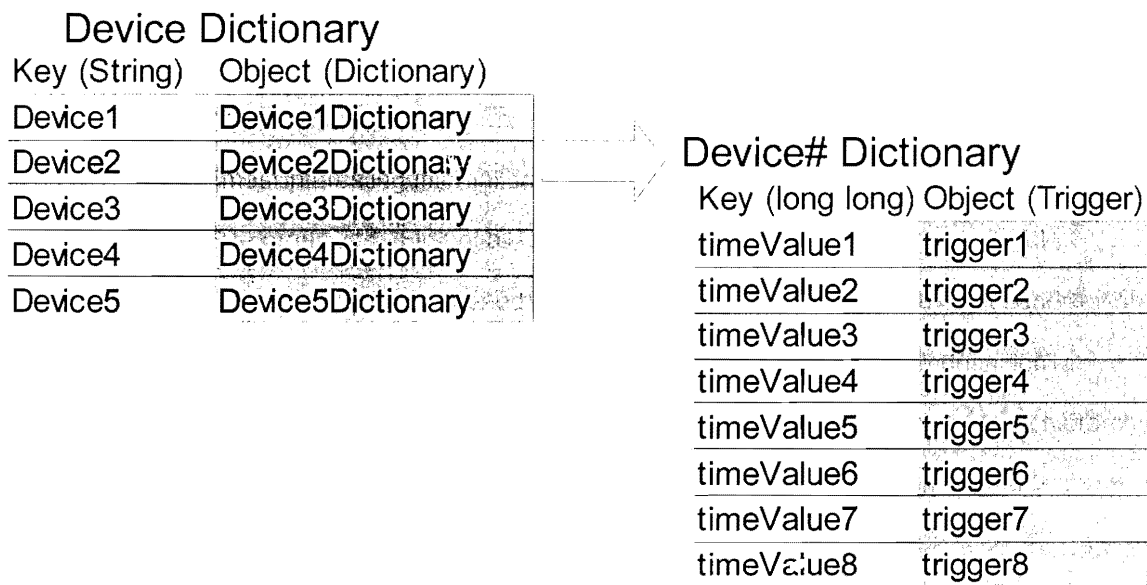 Device Dictionary
Key (String) Object (Dictionary)
Device1 Device1Dictionary
Device2 Device2Dictionary
Device3 Device3Dictionary
Device4 Device4Dictionary
Device5 Device5Dictionary
Device# Dictionary
Key (long long) Object (Trigger)
timeValue1 trigger1
timeValue2 trigger2
timeValue3 trigger3
timeValue4 trigger4
timeValue5 trigger5
timeValue6 trigger6
timeValue7 trigger7
timeValue8 trigger8